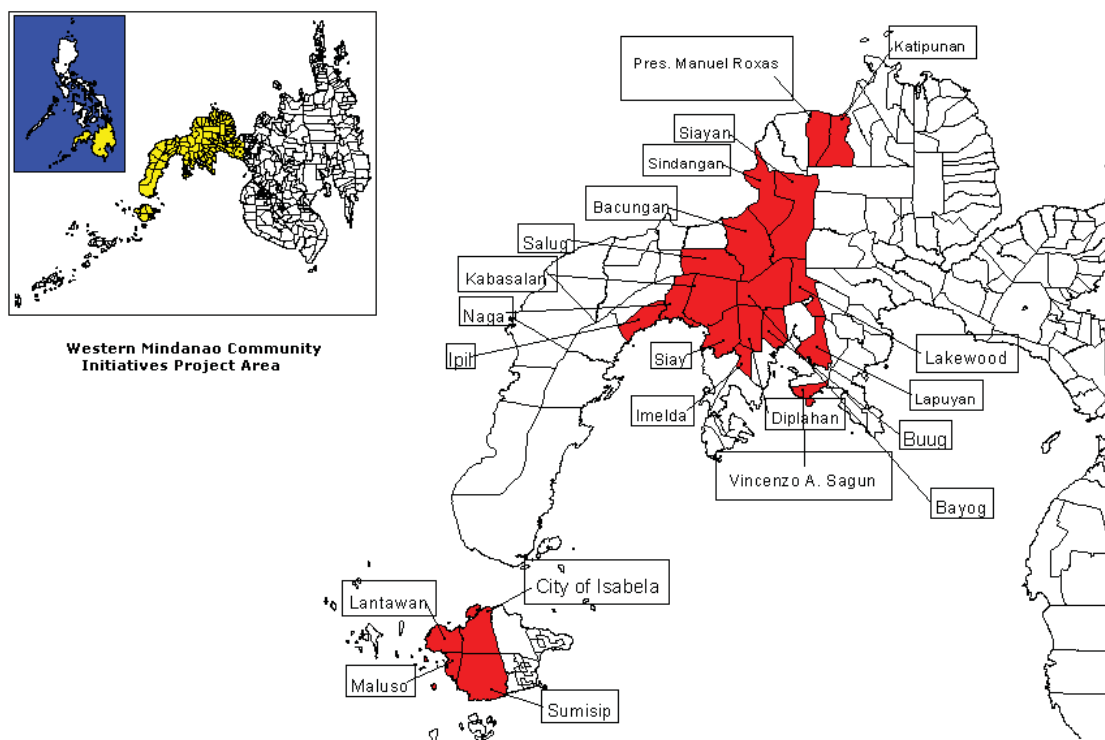 Western Mindanao Community
Initiatives Project Area
Pres. Manuel Roxas
Katipunan
Siayan
Sindangan
Bacungan
Salug
Kabasalan
Naga
Ipil
Siay
Imelda
Diplahan
Lakewood
Lapuyan
Buug
Vincenzo A. Sagun
Bayog
City of Isabela
Lantawan
Maluso
Sumisip